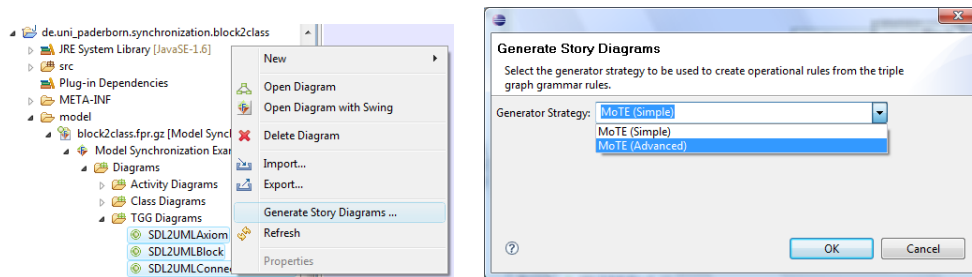 de.uni_paderborn.synchronization.block2class
JRE System Library [JavaSE-1.6]
src
Plug-in Dependencies
META-INF
model
block2class.fpr.gz [Model Syncl
Model Synchronization Exar
Diagrams
Activity Diagrams
Class Diagrams
TGG Diagrams
SDL2UMLAxiom
SDL2UMLBlock
SDL2UMLConne
New
Open Diagram
Open Diagram with Swing
Delete Diagram
Import...
Export...
Generate Story Diagrams ...
Refresh
Properties
Generate Story Diagrams
Select the generator strategy to be used to create operational rules from the triple
graph grammar rules.
Generator Strategy: MoTE (Simple)
MoTE (Simple)
MoTE (Advanced)
OK Cancel